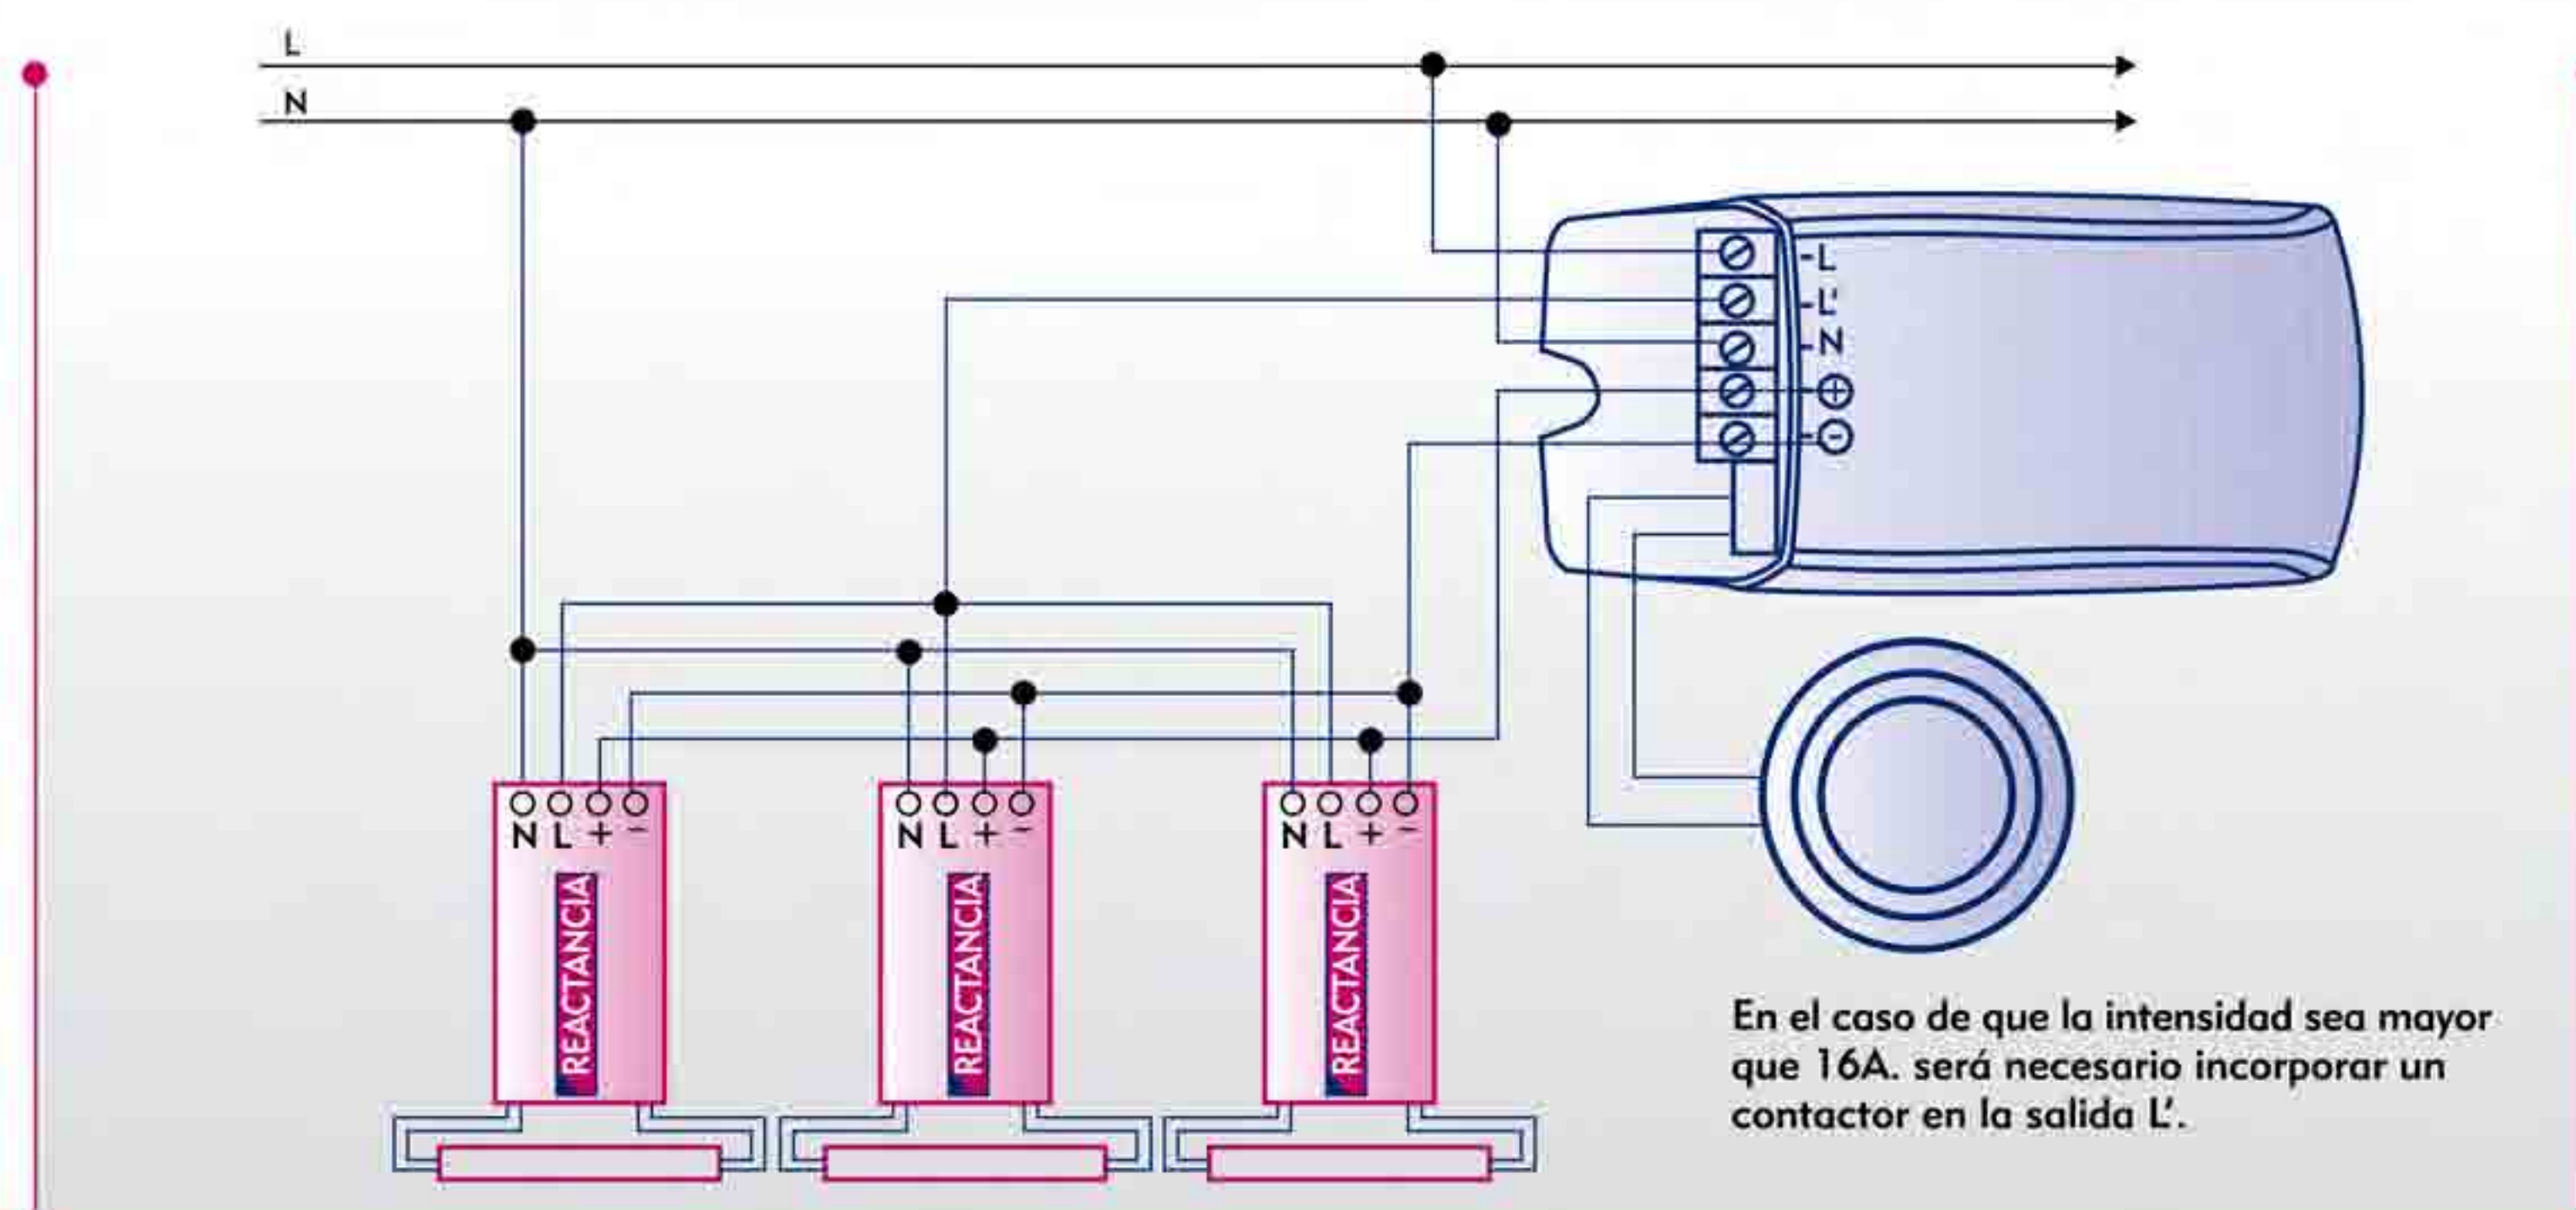 L
N
-L
-L'
-N
-⊕
-⊖
N L + -
N L + -
N L + -
REACTANCIA
REACTANCIA
REACTANCIA
En el caso de que la intensidad sea mayor
que 16A. será necesario incorporar un
contactor en la salida L'.